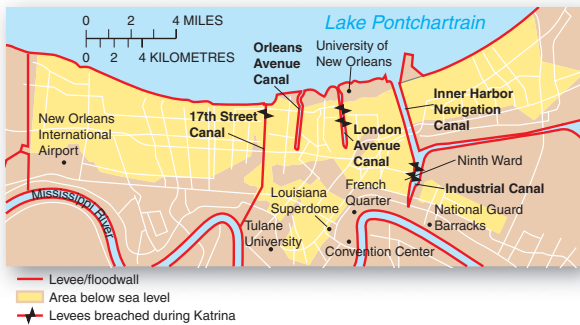 0 2 4 MILES
0 2 4 KILOMETRES
Lake Pontchartrain
Orleans
Avenue
Canal
University of
New Orleans
17th Street
Canal
New Orleans
International
Airport
Inner Harbor
Navigation
Canal
London
Avenue
Canal
Ninth Ward
Industrial Canal
Mississippi River
Louisiana
Superdome
French
Quarter
National Guard
Barracks
Tulane
University
Convention Center
Levee/floodwall
Area below sea level
Levees breached during Katrina